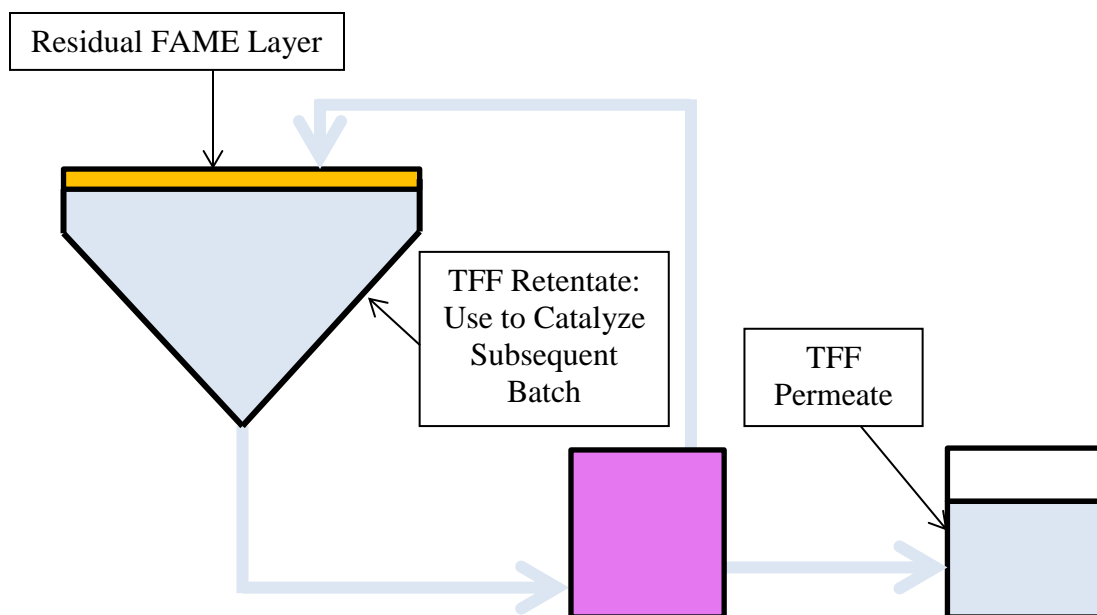 Residual FAME Layer
TFF Retentate:
Use to Catalyze
Subsequent
Batch
TFF
Permeate